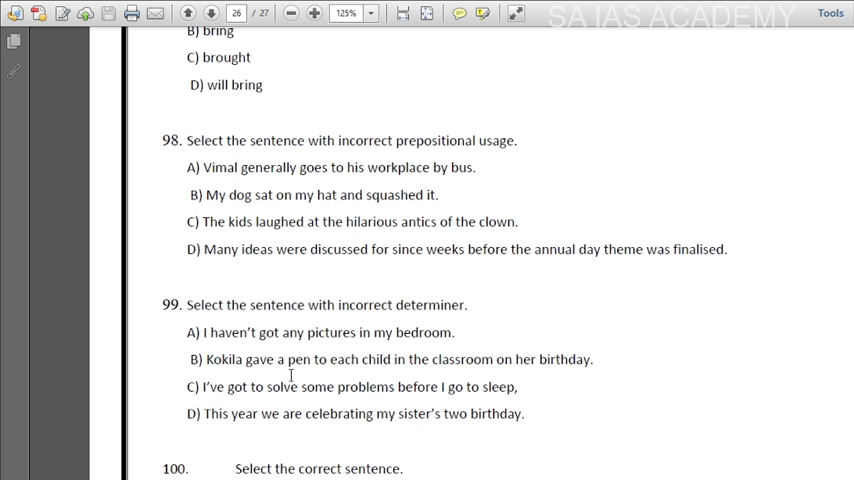 SA IAS ACADEMY
26 / 27
125%
Tools
B) bring
C) brought
D) will bring
98. Select the sentence with incorrect prepositional usage.
A) Vimal generally goes to his workplace by bus.
B) My dog sat on my hat and squashed it.
C) The kids laughed at the hilarious antics of the clown.
D) Many ideas were discussed for since weeks before the annual day theme was finalised.
99. Select the sentence with incorrect determiner.
A) I haven’t got any pictures in my bedroom.
B) Kokila gave a pen to each child in the classroom on her birthday.
C) I’ve got to solve some problems before I go to sleep,
D) This year we are celebrating my sister’s two birthday.
100. Select the correct sentence.